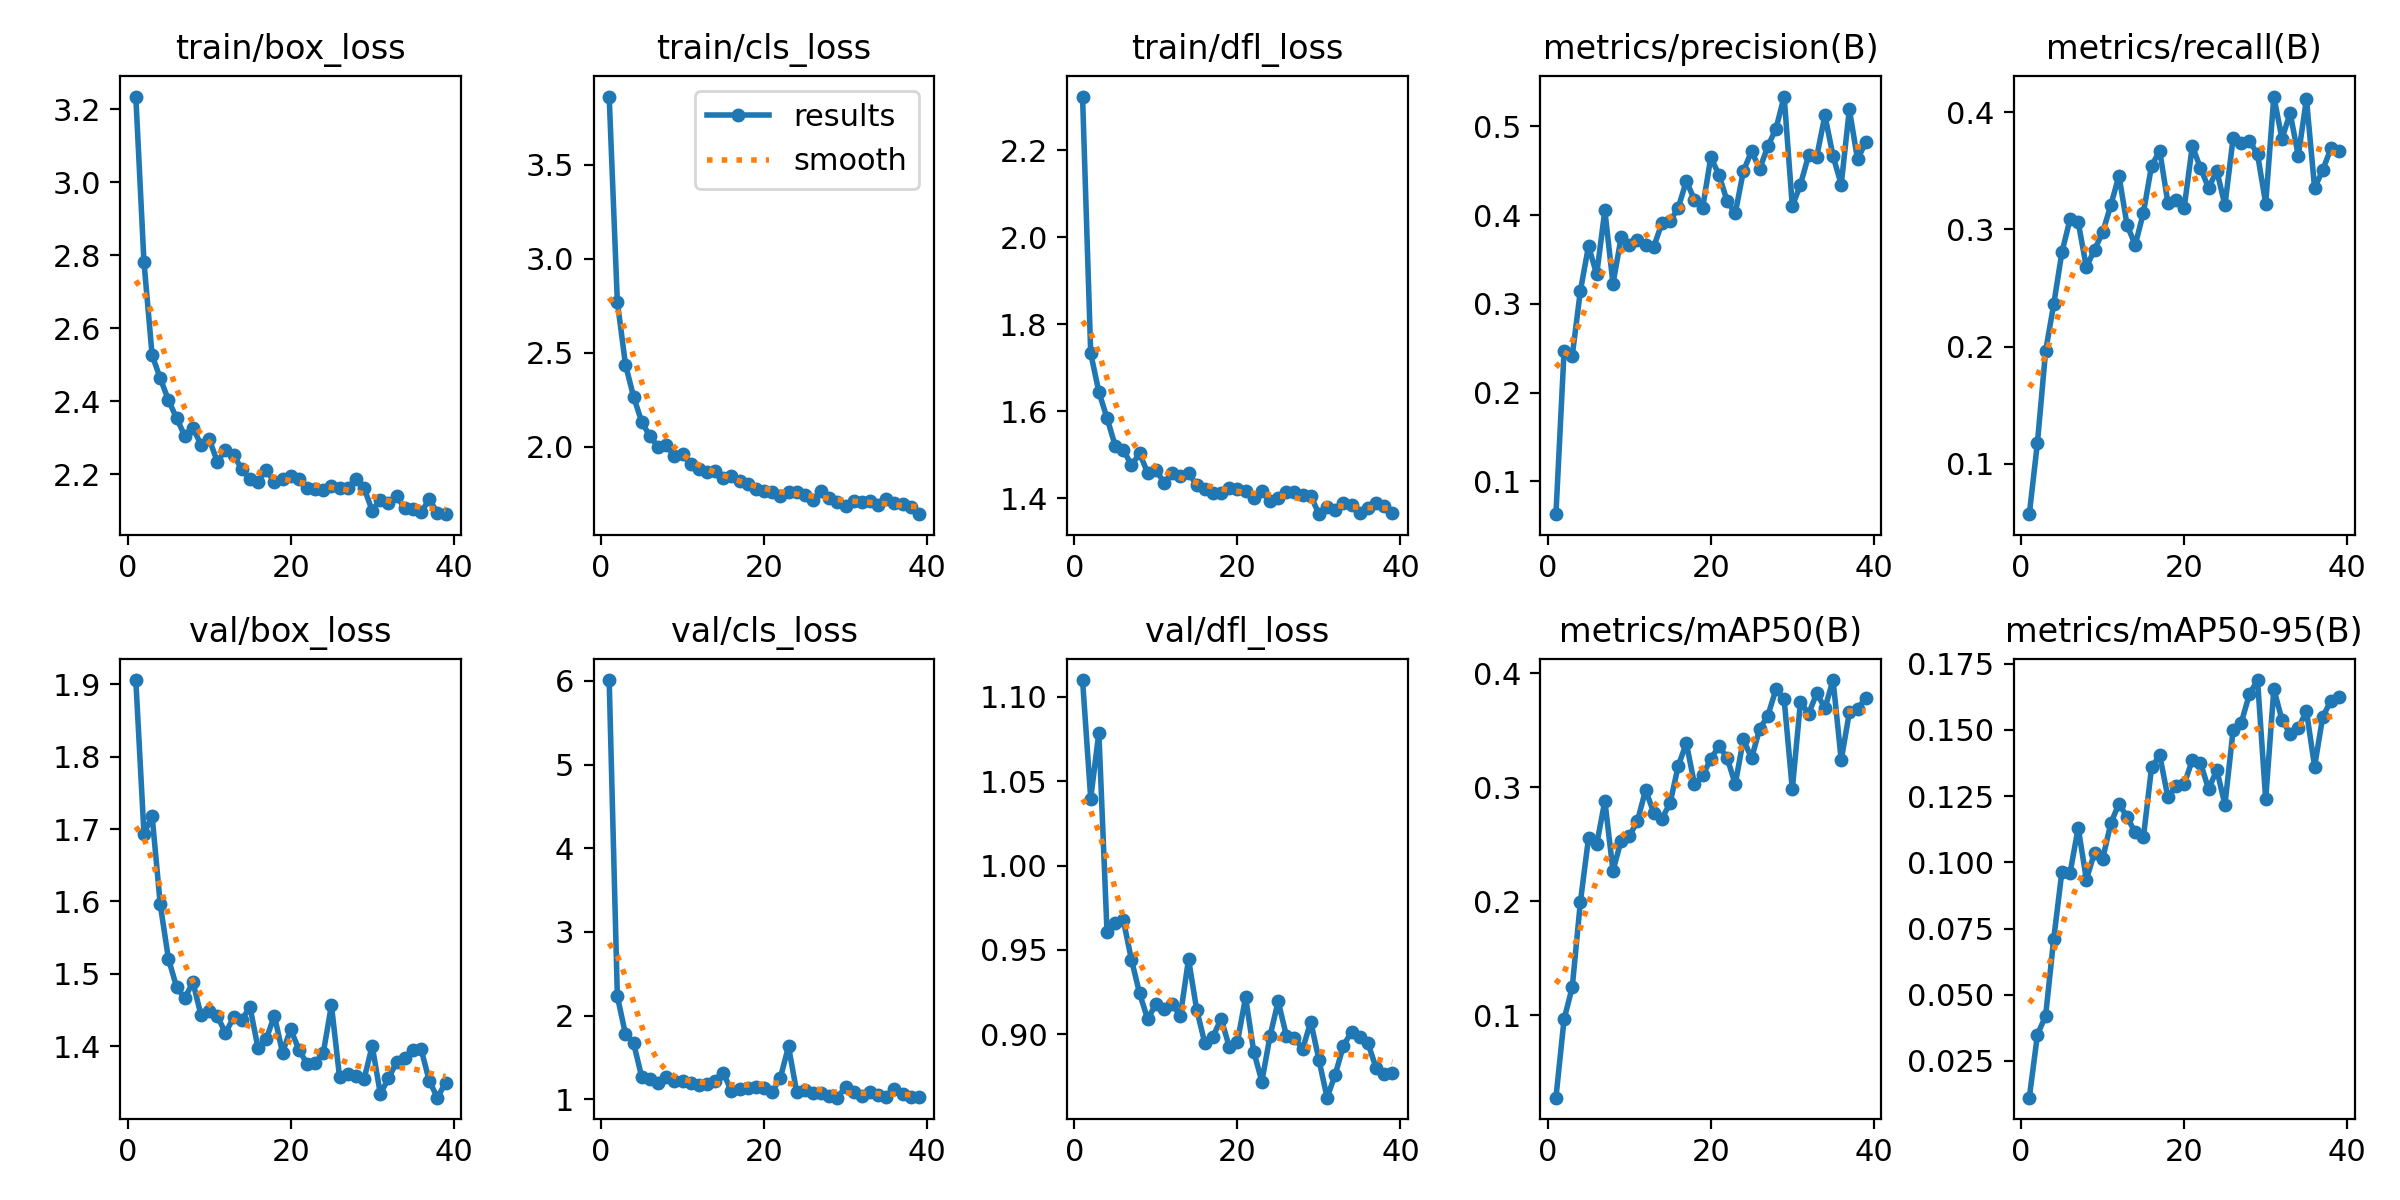 train/box_loss
3.2
3.0
2.8
2.6
2.4
2.2
0 20 40
train/cls_loss
results
smooth
3.5
3.0
2.5
2.0
0 20 40
train/dfl_loss
2.2
2.0
1.8
1.6
1.4
0 20 40
metrics/precision(B)
0.5
0.4
0.3
0.2
0.1
0 20 40
metrics/recall(B)
0.4
0.3
0.2
0.1
0 20 40
val/box_loss
1.9
1.8
1.7
1.6
1.5
1.4
0 20 40
val/cls_loss
6
5
4
3
2
1
0 20 40
val/dfl_loss
1.10
1.05
1.00
0.95
0.90
0 20 40
metrics/mAP50(B)
0.4
0.3
0.2
0.1
0 20 40
metrics/mAP50-95(B)
0.175
0.150
0.125
0.100
0.075
0.050
0.025
0 20 40